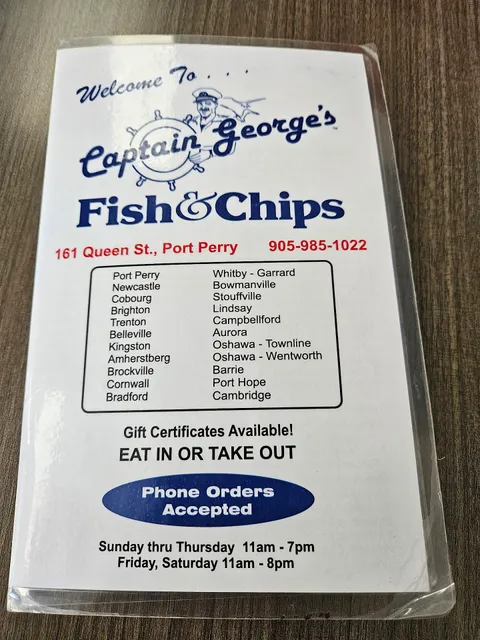 Welcome To . . .
Captain George's
Fish & Chips
161 Queen St., Port Perry 905-985-1022
Port Perry Whitby - Garrard
Newcastle Bowmanville
Cobourg Stouffville
Brighton Lindsay
Trenton Campbellford
Belleville Aurora
Kingston Oshawa - Townline
Amherstberg Oshawa - Wentworth
Brockville Barrie
Cornwall Port Hope
Bradford Cambridge
Gift Certificates Available!
EAT IN OR TAKE OUT
Phone Orders
Accepted
Sunday thru Thursday 11am - 7pm
Friday, Saturday 11am - 8pm